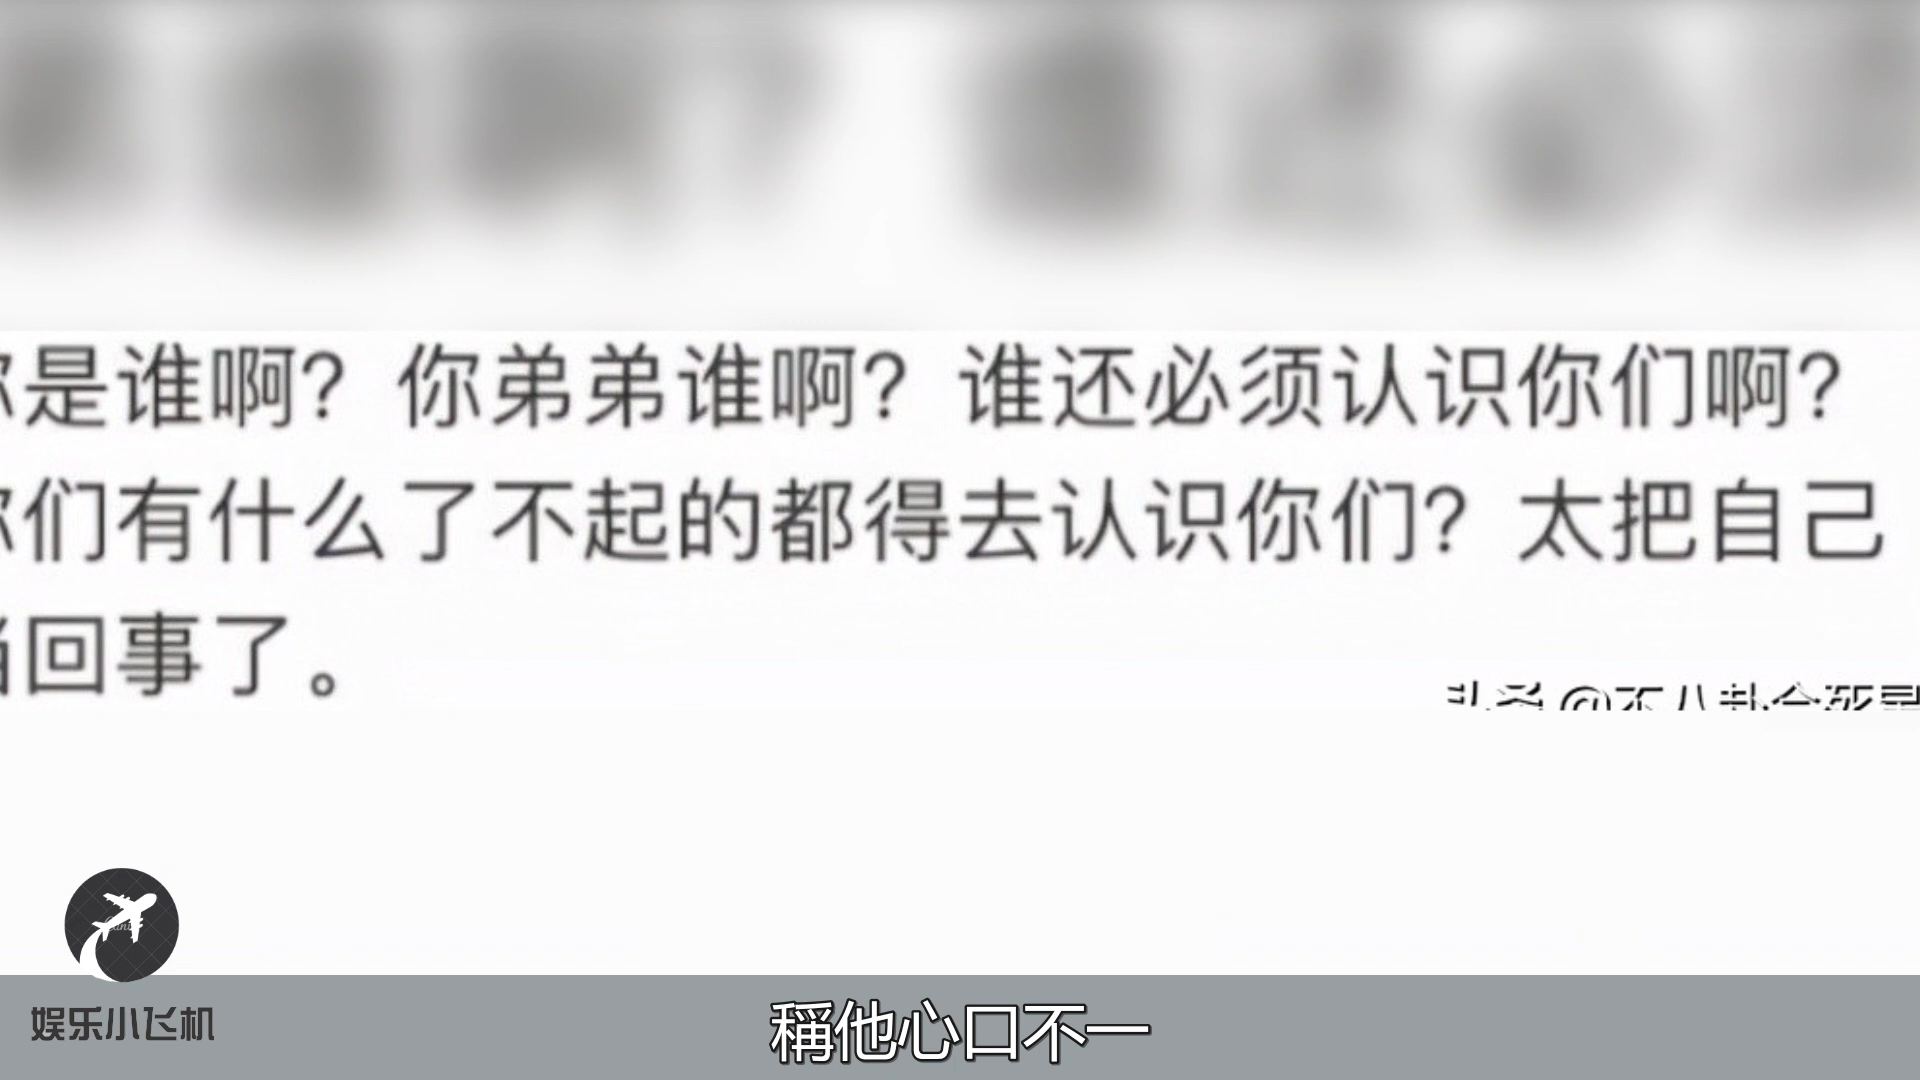 是谁啊？你弟弟谁啊？谁还必须认识你们啊？
们有什么了不起的都得去认识你们？太把自己
回事了。
娱乐小飞机
稱他心口不一